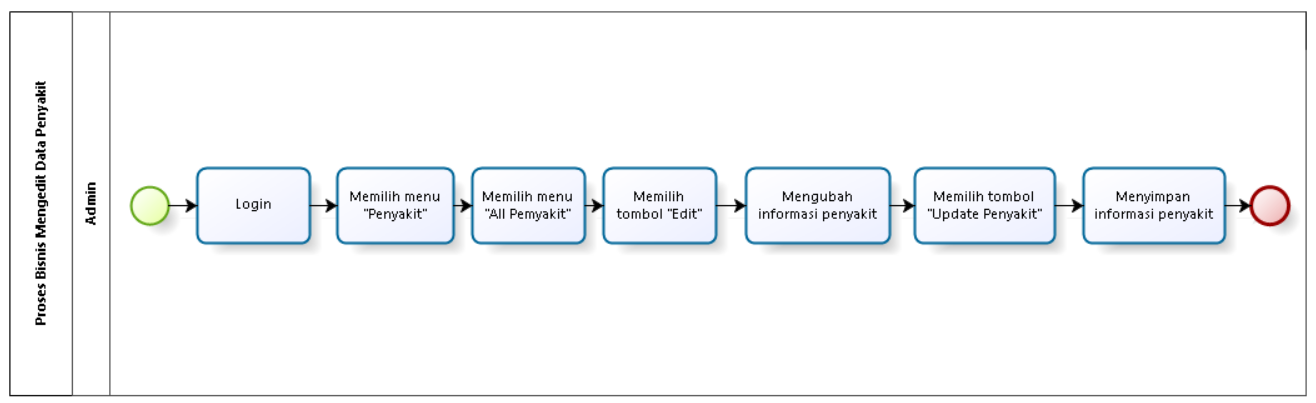 Proses Bisnis Mengedit Data Penyakit
Admin
Login
Memilih menu
"Penyakit"
Memilih menu
"All Pemyakit"
Memilih
tombol "Edit"
Mengubah
informasi penyakit
Memilih tombol
"Update Penyakit"
Menyimpan
informasi penyakit